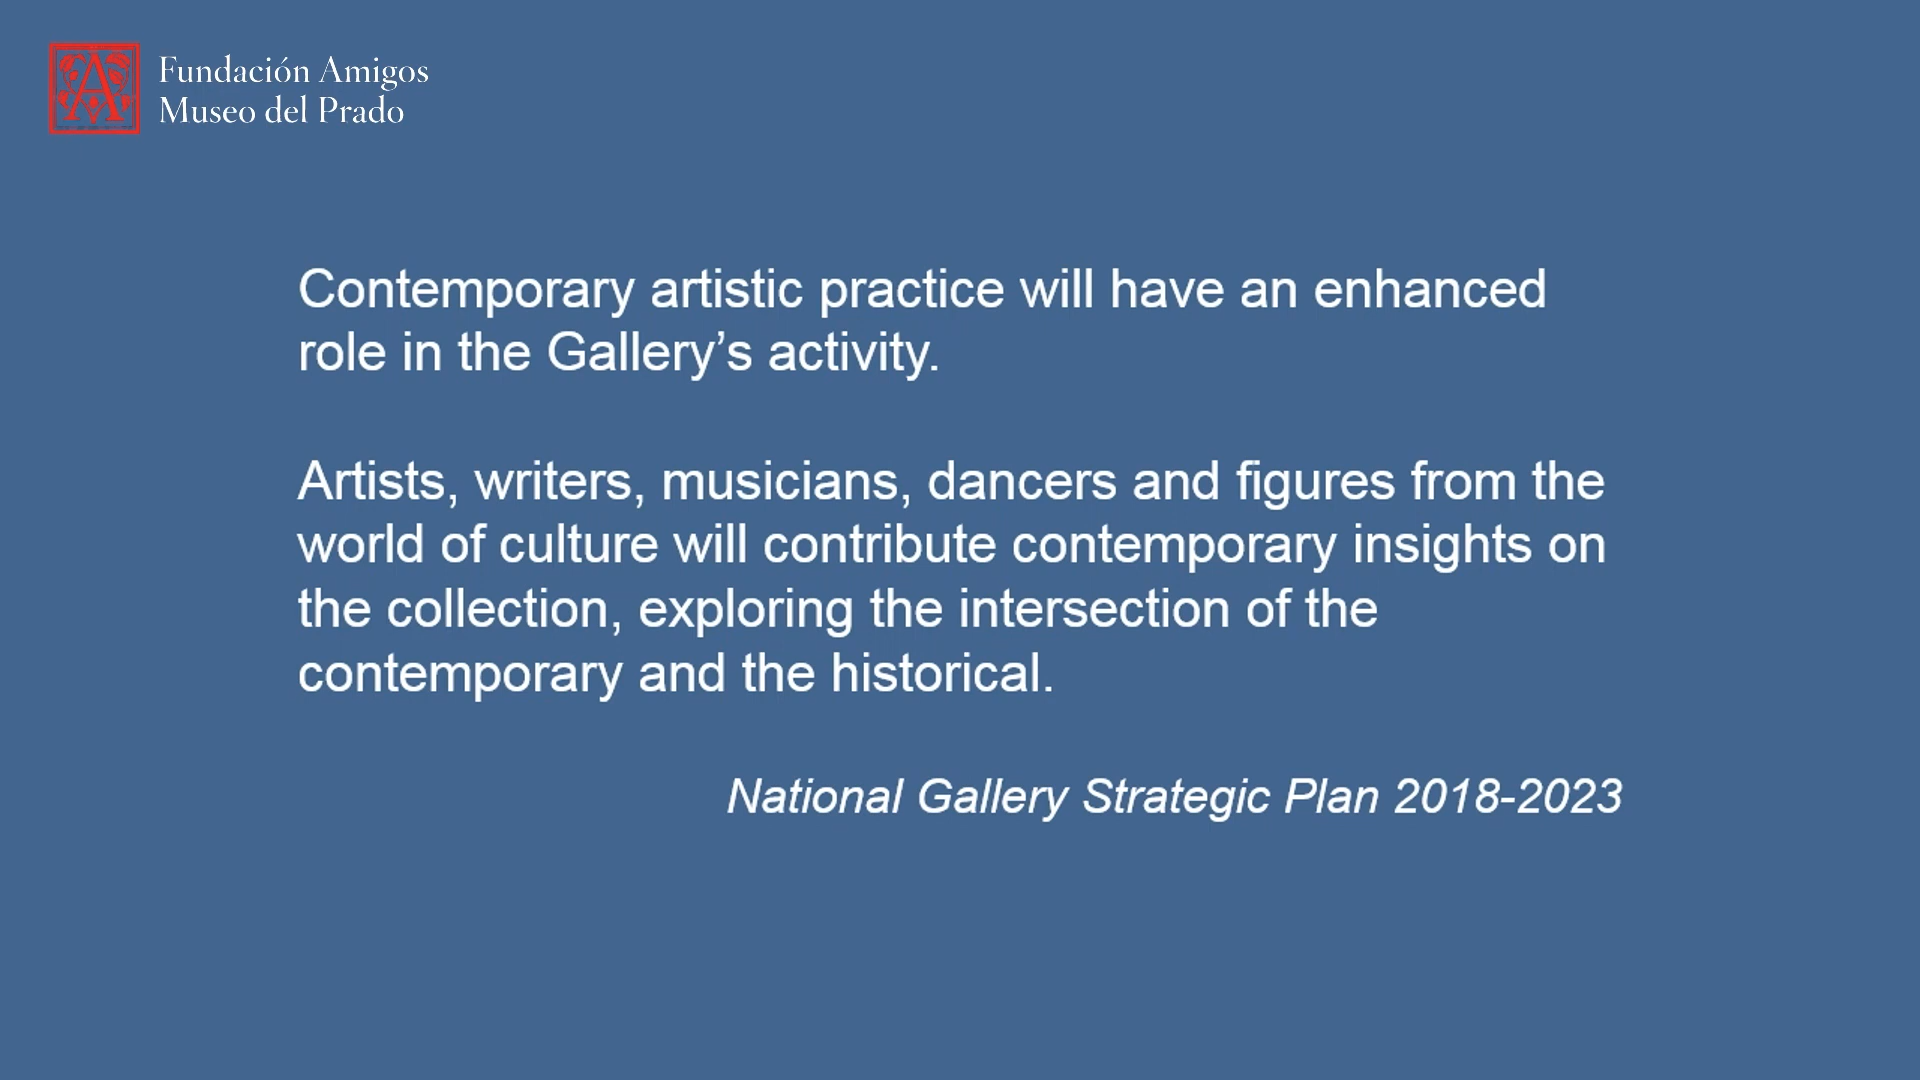 Fundación Amigos
Museo del Prado
Contemporary artistic practice will have an enhanced
role in the Gallery’s activity.
Artists, writers, musicians, dancers and figures from the
world of culture will contribute contemporary insights on
the collection, exploring the intersection of the
contemporary and the historical.
National Gallery Strategic Plan 2018-2023